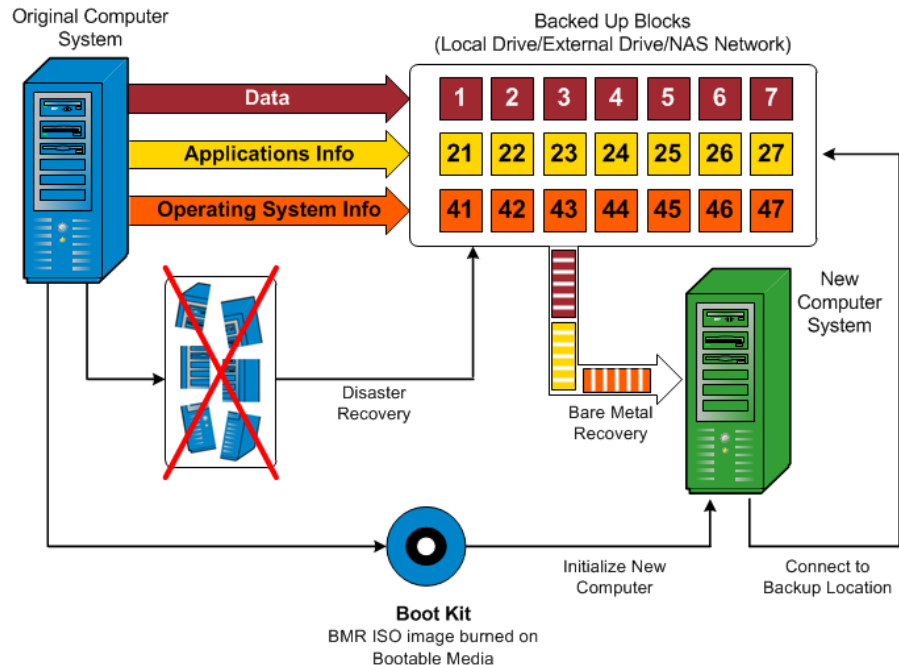 Original Computer
System
Backed Up Blocks
(Local Drive/External Drive/NAS Network)
Data
1 2 3 4 5 6 7
Applications Info
21 22 23 24 25 26 27
Operating System Info
41 42 43 44 45 46 47
New
Computer
System
Disaster
Recovery
Bare Metal
Recovery
Initialize New
Computer
Connect to
Backup Location
Boot Kit
BMR ISO image burned on
Bootable Media